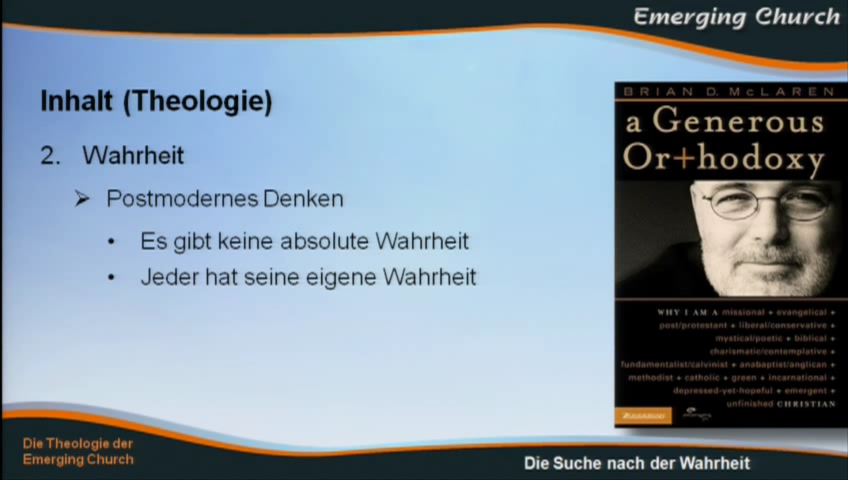 Emerging Church
Inhalt (Theologie)
2. Wahrheit
➢ Postmodernes Denken
• Es gibt keine absolute Wahrheit
• Jeder hat seine eigene Wahrheit
BRIAN D. McLAREN
a Generous
Or+hodoxy
WHY I AM A missional + evangelical +
post/protestant + liberal/conservative +
mystical/poetic + biblical +
charismatic/contemplative +
fundamentalist/calvinist + anabaptist/anglican +
methodist + catholic + green + incarnational +
depressed-yet-hopeful + emergent +
unfinished CHRISTIAN
Die Theologie der
Emerging Church
Die Suche nach der Wahrheit